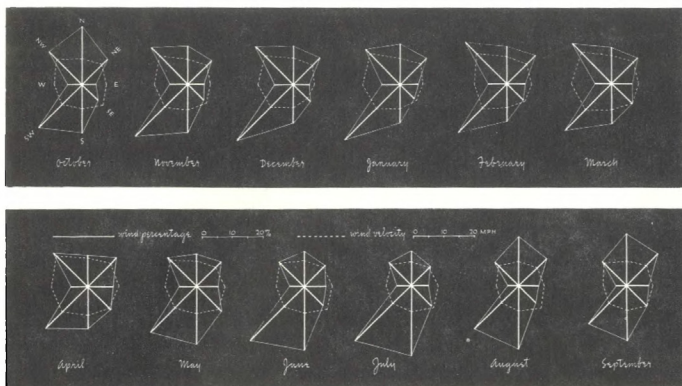 N
NW NE
W E
SW SE
S
October November December January February March
wind percentage 0 10 20% wind velocity 0 10 20 MPH
April May June July August September